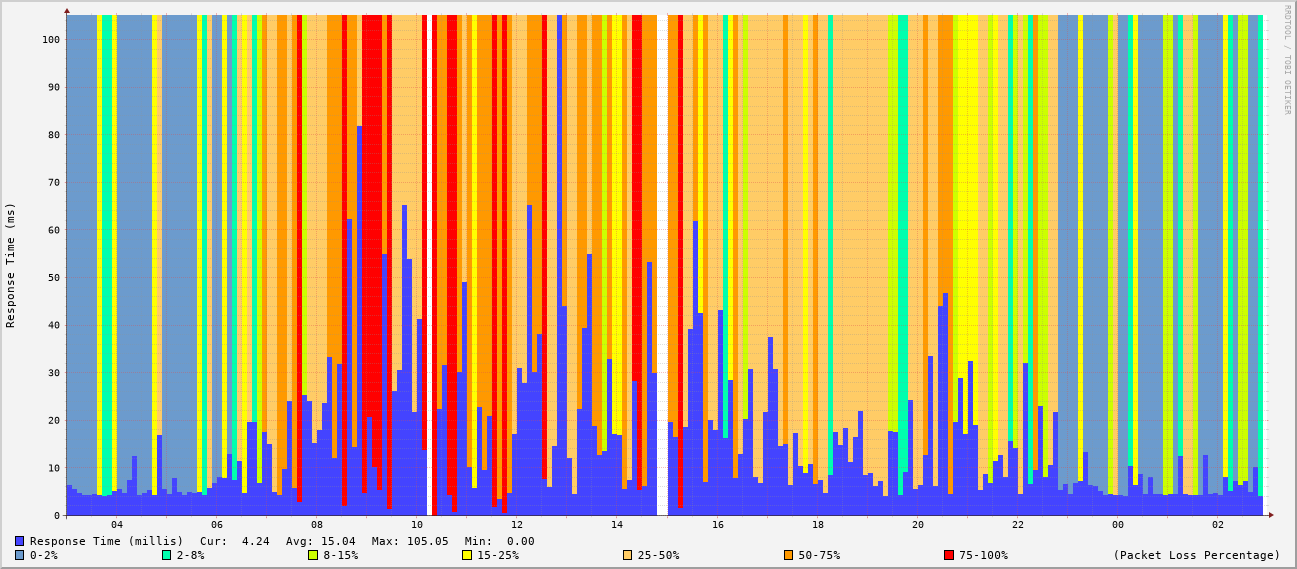 RRDTOOL / TOBI OETIKER
Response Time (ms)
100
90
80
70
60
50
40
30
20
10
0
04 06 08 10 12 14 16 18 20 22 00 02
Response Time (millis) Cur: 4.24 Avg: 15.04 Max: 105.05 Min: 0.00
0-2% 2-8% 8-15% 15-25% 25-50% 50-75% 75-100% (Packet Loss Percentage)